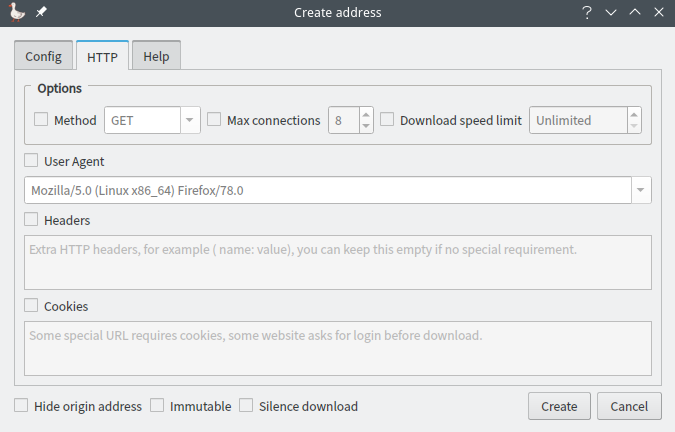 Create address
Config HTTP Help
Options
Method GET Max connections 8 Download speed limit Unlimited
User Agent
Mozilla/5.0 (Linux x86_64) Firefox/78.0
Headers
Extra HTTP headers, for example ( name: value), you can keep this empty if no special requirement.
Cookies
Some special URL requires cookies, some website asks for login before download.
Hide origin address Immutable Silence download Create Cancel